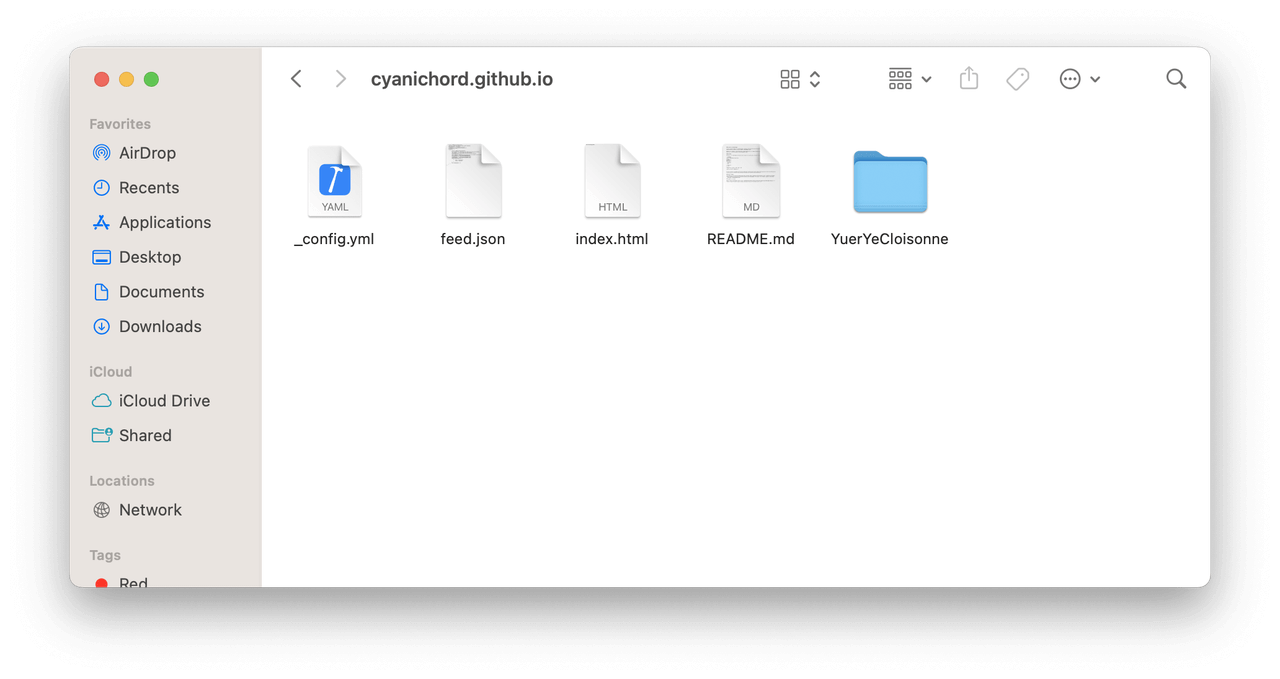 cyanichord.github.io
Favorites
AirDrop
Recents
Applications
Desktop
Documents
Downloads
iCloud
iCloud Drive
Shared
Locations
Network
Tags
Red
YAML
HTML
MD
_config.yml
feed.json
index.html
README.md
YuerYeCloisonne